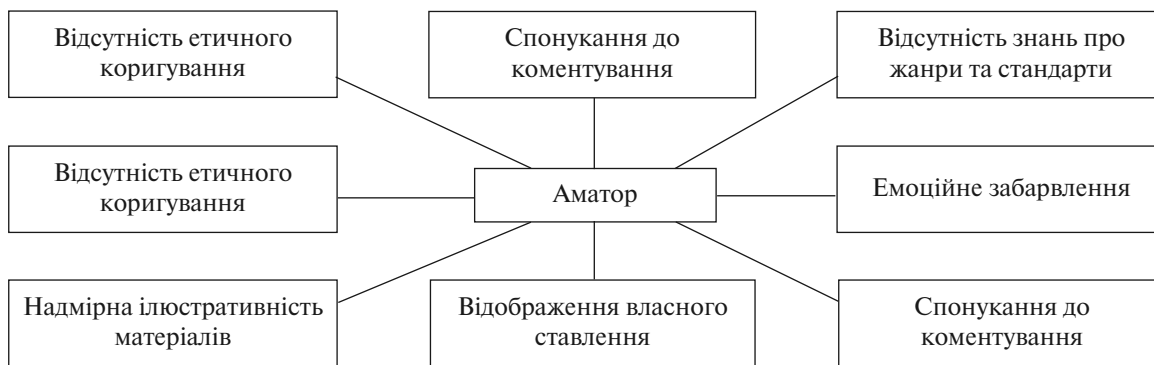 Відсутність етичного
коригування
Спонукання до
коментування
Відсутність знань про
жанри та стандарти
Відсутність етичного
коригування
Аматор
Емоційне забарвлення
Надмірна ілюстративність
матеріалів
Відображення власного
ставлення
Спонукання до
коментування